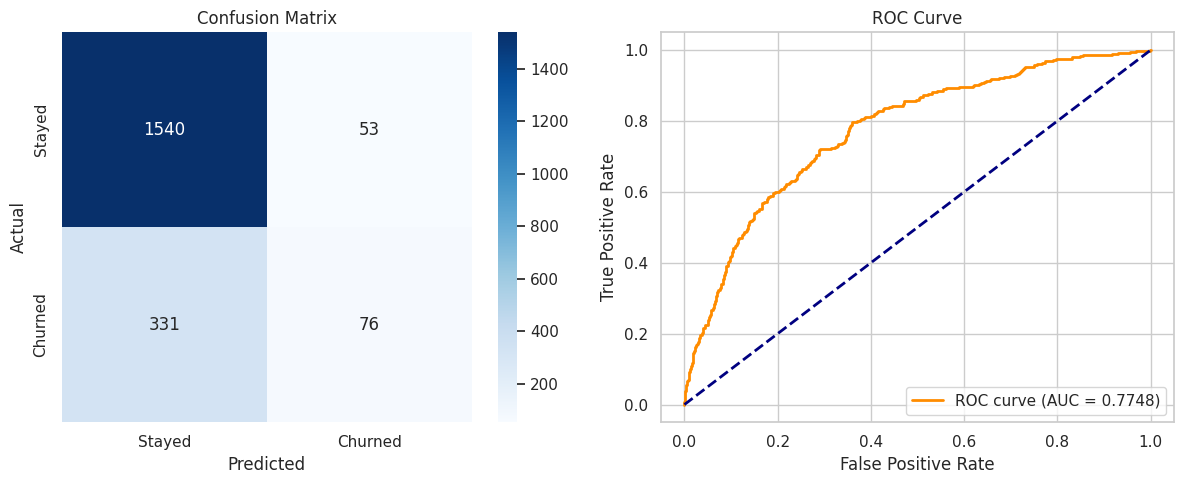 Confusion Matrix
Stayed
Churned
Actual
1540
53
331
76
Stayed
Churned
Predicted
1400
1200
1000
800
600
400
200
ROC Curve
True Positive Rate
1.0
0.8
0.6
0.4
0.2
0.0
ROC curve (AUC = 0.7748)
0.0
0.2
0.4
0.6
0.8
1.0
False Positive Rate